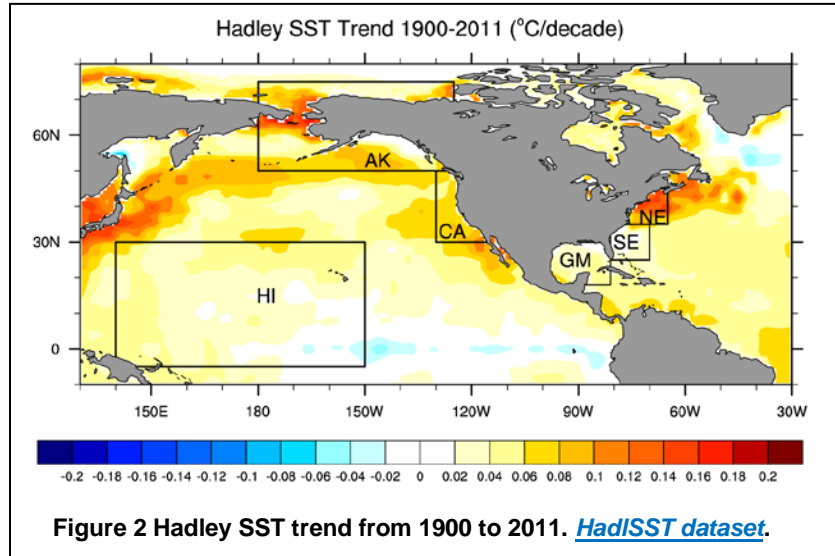 Hadley SST Trend 1900-2011 (°C/decade)
60N
30N
0
AK
CA
NE
SE
GM
HI
150E 180 150W 120W 90W 60W 30W
-0.2 -0.18 -0.16 -0.14 -0.12 -0.1 -0.08 -0.06 -0.04 -0.02 0 0.02 0.04 0.06 0.08 0.1 0.12 0.14 0.16 0.18 0.2
Figure 2 Hadley SST trend from 1900 to 2011. HadISST dataset.